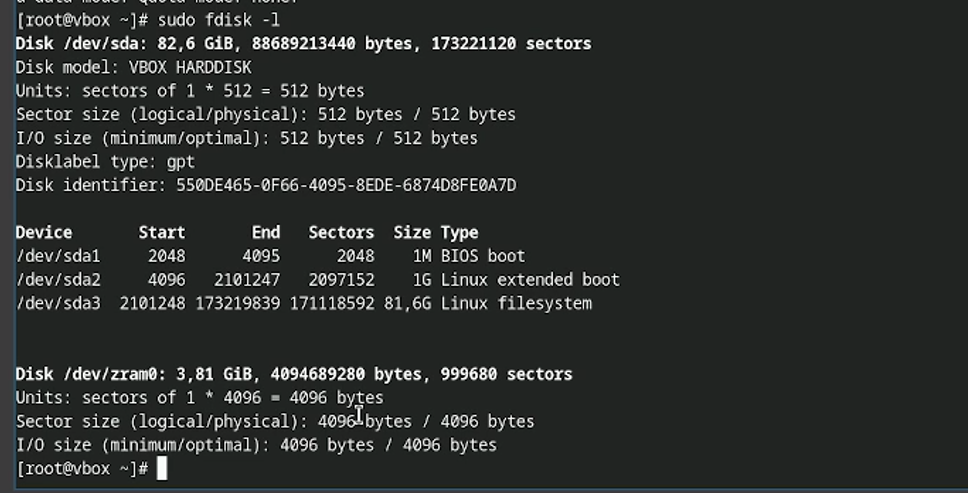 [root@vbox ~]# sudo fdisk -l
Disk /dev/sda: 82,6 GiB, 88689213440 bytes, 173221120 sectors
Disk model: VBOX HARDDISK
Units: sectors of 1 * 512 = 512 bytes
Sector size (logical/physical): 512 bytes / 512 bytes
I/O size (minimum/optimal): 512 bytes / 512 bytes
Disklabel type: gpt
Disk identifier: 550DE465-0F66-4095-8EDE-6874D8FE0A7D
Device Start End Sectors Size Type
/dev/sda1 2048 4095 2048 1M BIOS boot
/dev/sda2 4096 2101247 2097152 1G Linux extended boot
/dev/sda3 2101248 173219839 171118592 81,6G Linux filesystem
Disk /dev/zram0: 3,81 GiB, 4094689280 bytes, 999680 sectors
Units: sectors of 1 * 4096 = 4096 bytes
Sector size (logical/physical): 4096 bytes / 4096 bytes
I/O size (minimum/optimal): 4096 bytes / 4096 bytes
[root@vbox ~]#